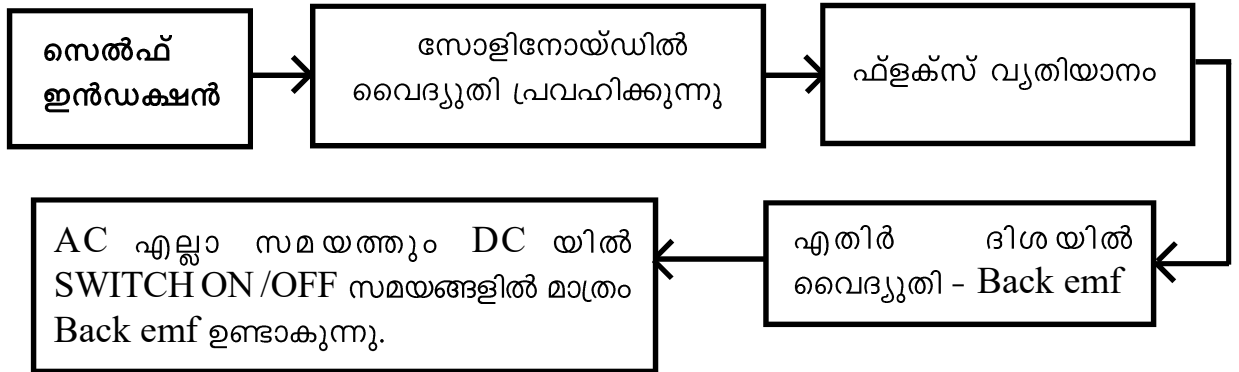 സെൽഫ്
ഇൻഡക്ഷൻ
സോളിനോയ്ഡിൽ
വൈദ്യുതി പ്രവഹിക്കുന്നു
ഫ്ളക്സ് വ്യതിയാനം
എതിർ ദിശയിൽ
വൈദ്യുതി - Back emf
AC എല്ലാ സമയത്തും DC യിൽ
SWITCH ON /OFF സമയങ്ങളിൽ മാത്രം
Back emf ഉണ്ടാകുന്നു.